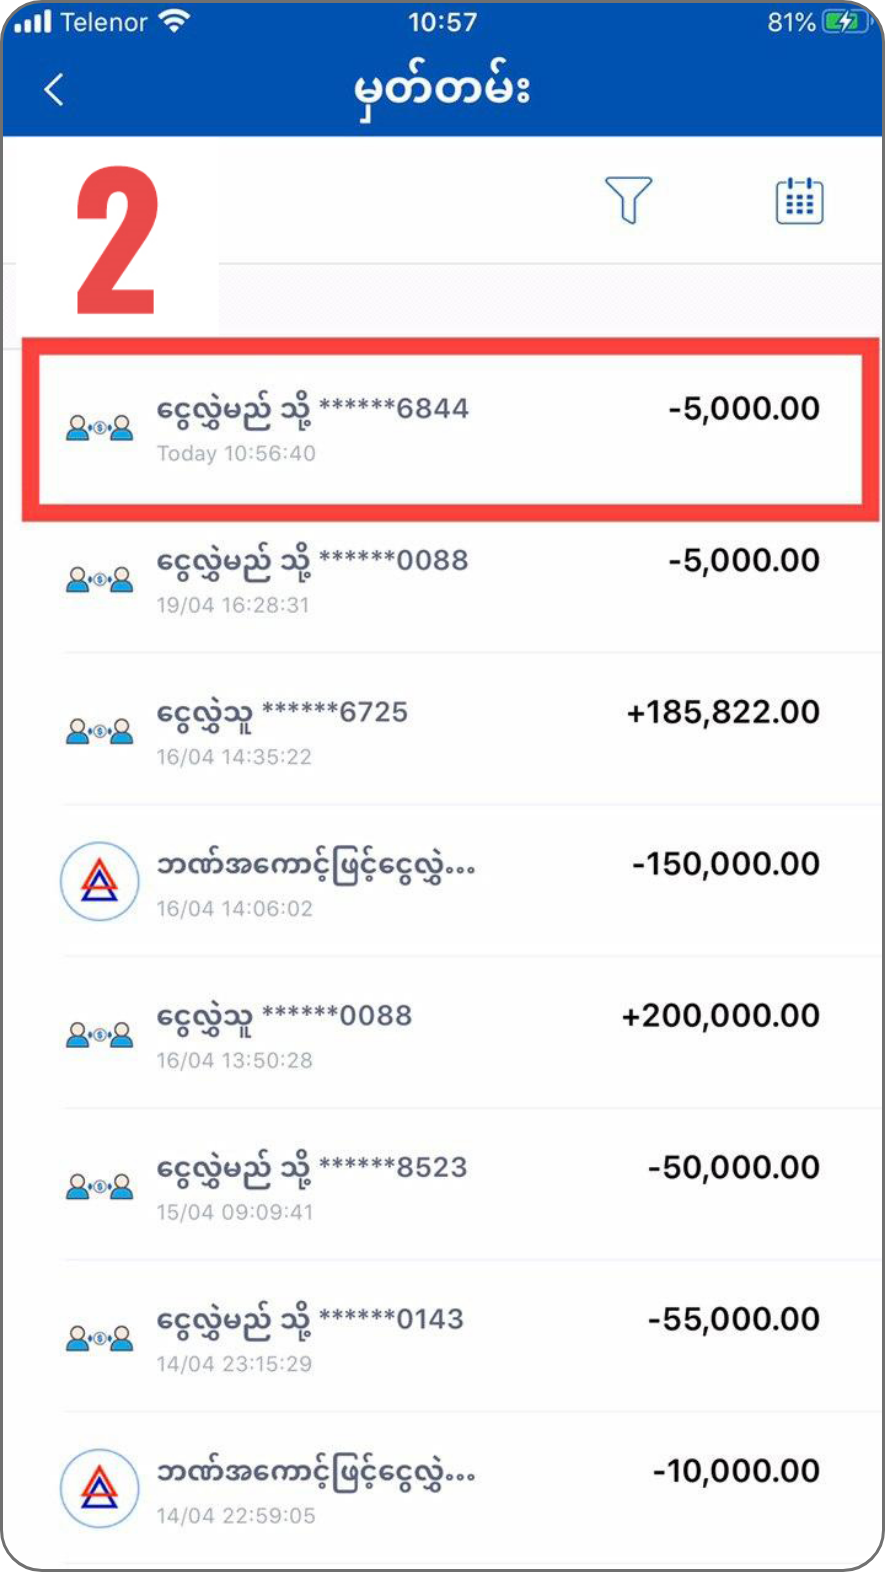 Telenor 10:57 81%
မှတ်တမ်း
2
ငွေလွှဲမည် သို့ ******6844 -5,000.00
Today 10:56:40
ငွေလွှဲမည် သို့ ******0088 -5,000.00
19/04 16:28:31
ငွေလွှဲသူ ******6725 +185,822.00
16/04 14:35:22
ဘဏ်အကောင့်ဖြင့်ငွေလွှဲ... -150,000.00
16/04 14:06:02
ငွေလွှဲသူ ******0088 +200,000.00
16/04 13:50:28
ငွေလွှဲမည် သို့ ******8523 -50,000.00
15/04 09:09:41
ငွေလွှဲမည် သို့ ******0143 -55,000.00
14/04 23:15:29
ဘဏ်အကောင့်ဖြင့်ငွေလွှဲ... -10,000.00
14/04 22:59:05